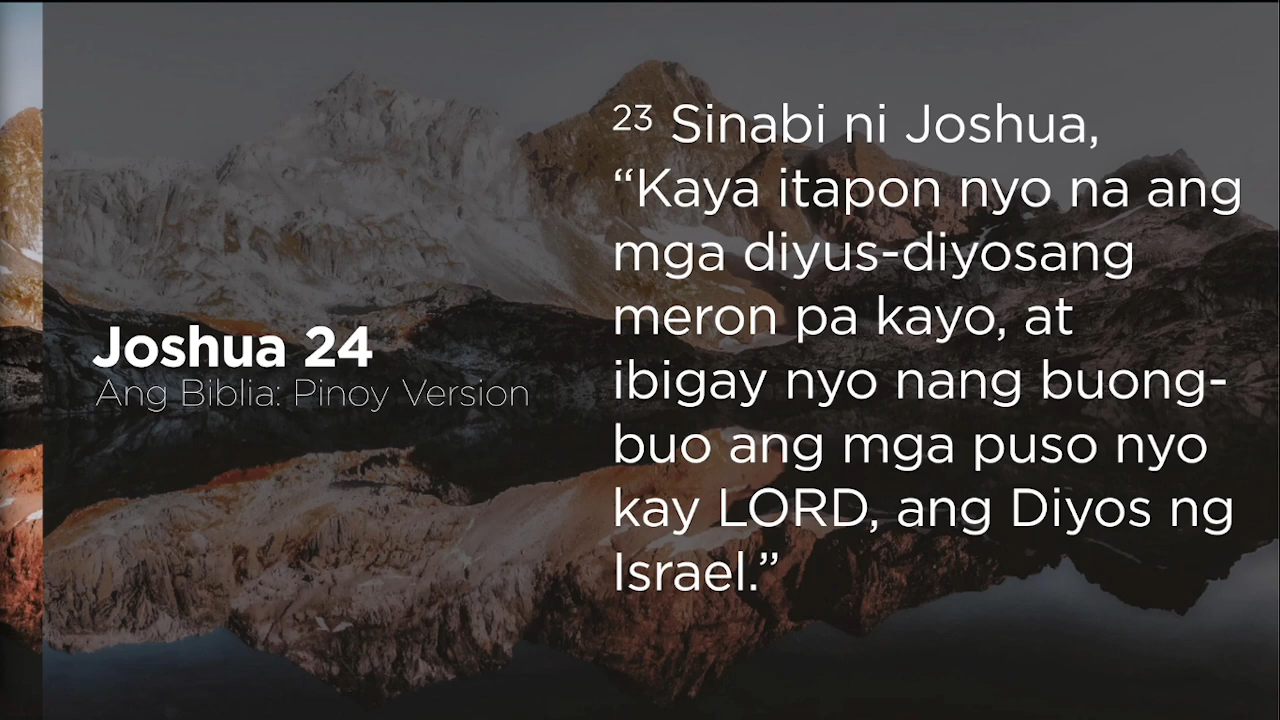 Joshua 24
Ang Biblia: Pinoy Version
23 Sinabi ni Joshua,
“Kaya itapon nyo na ang
mga diyus-diyosang
meron pa kayo, at
ibigay nyo nang buong-
buo ang mga puso nyo
kay LORD, ang Diyos ng
Israel.”